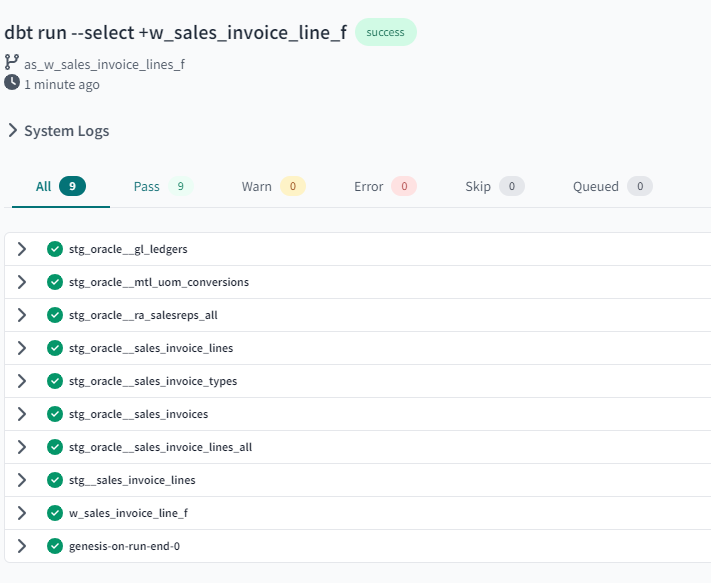 dbt run --select +w_sales_invoice_line_f success
as_w_sales_invoice_lines_f
1 minute ago
System Logs
All 9 Pass 9 Warn 0 Error 0 Skip 0 Queued 0
stg_oracle__gl_ledgers
stg_oracle__mtl_uom_conversions
stg_oracle__ra_salesreps_all
stg_oracle__sales_invoice_lines
stg_oracle__sales_invoice_types
stg_oracle__sales_invoices
stg_oracle__sales_invoice_lines_all
stg__sales_invoice_lines
w_sales_invoice_line_f
genesis-on-run-end-0